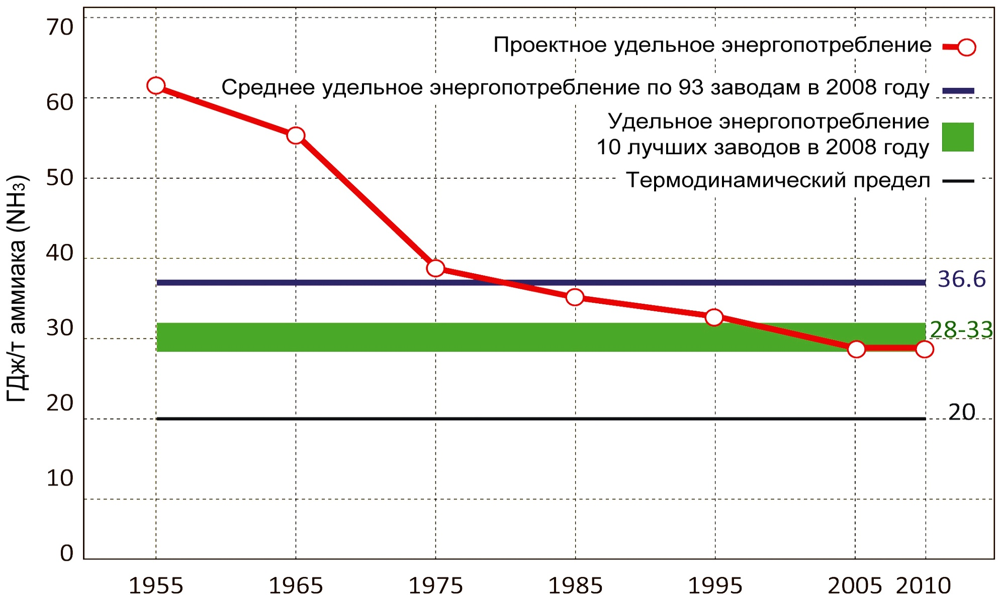 70
60
50
40
30
20
10
0
ГДж/т аммиака (NH₃)
Проектное удельное энергопотребление
Среднее удельное энергопотребление по 93 заводам в 2008 году
Удельное энергопотребление
10 лучших заводов в 2008 году
Термодинамический предел
36.6
28-33
20
1955 1965 1975 1985 1995 2005 2010